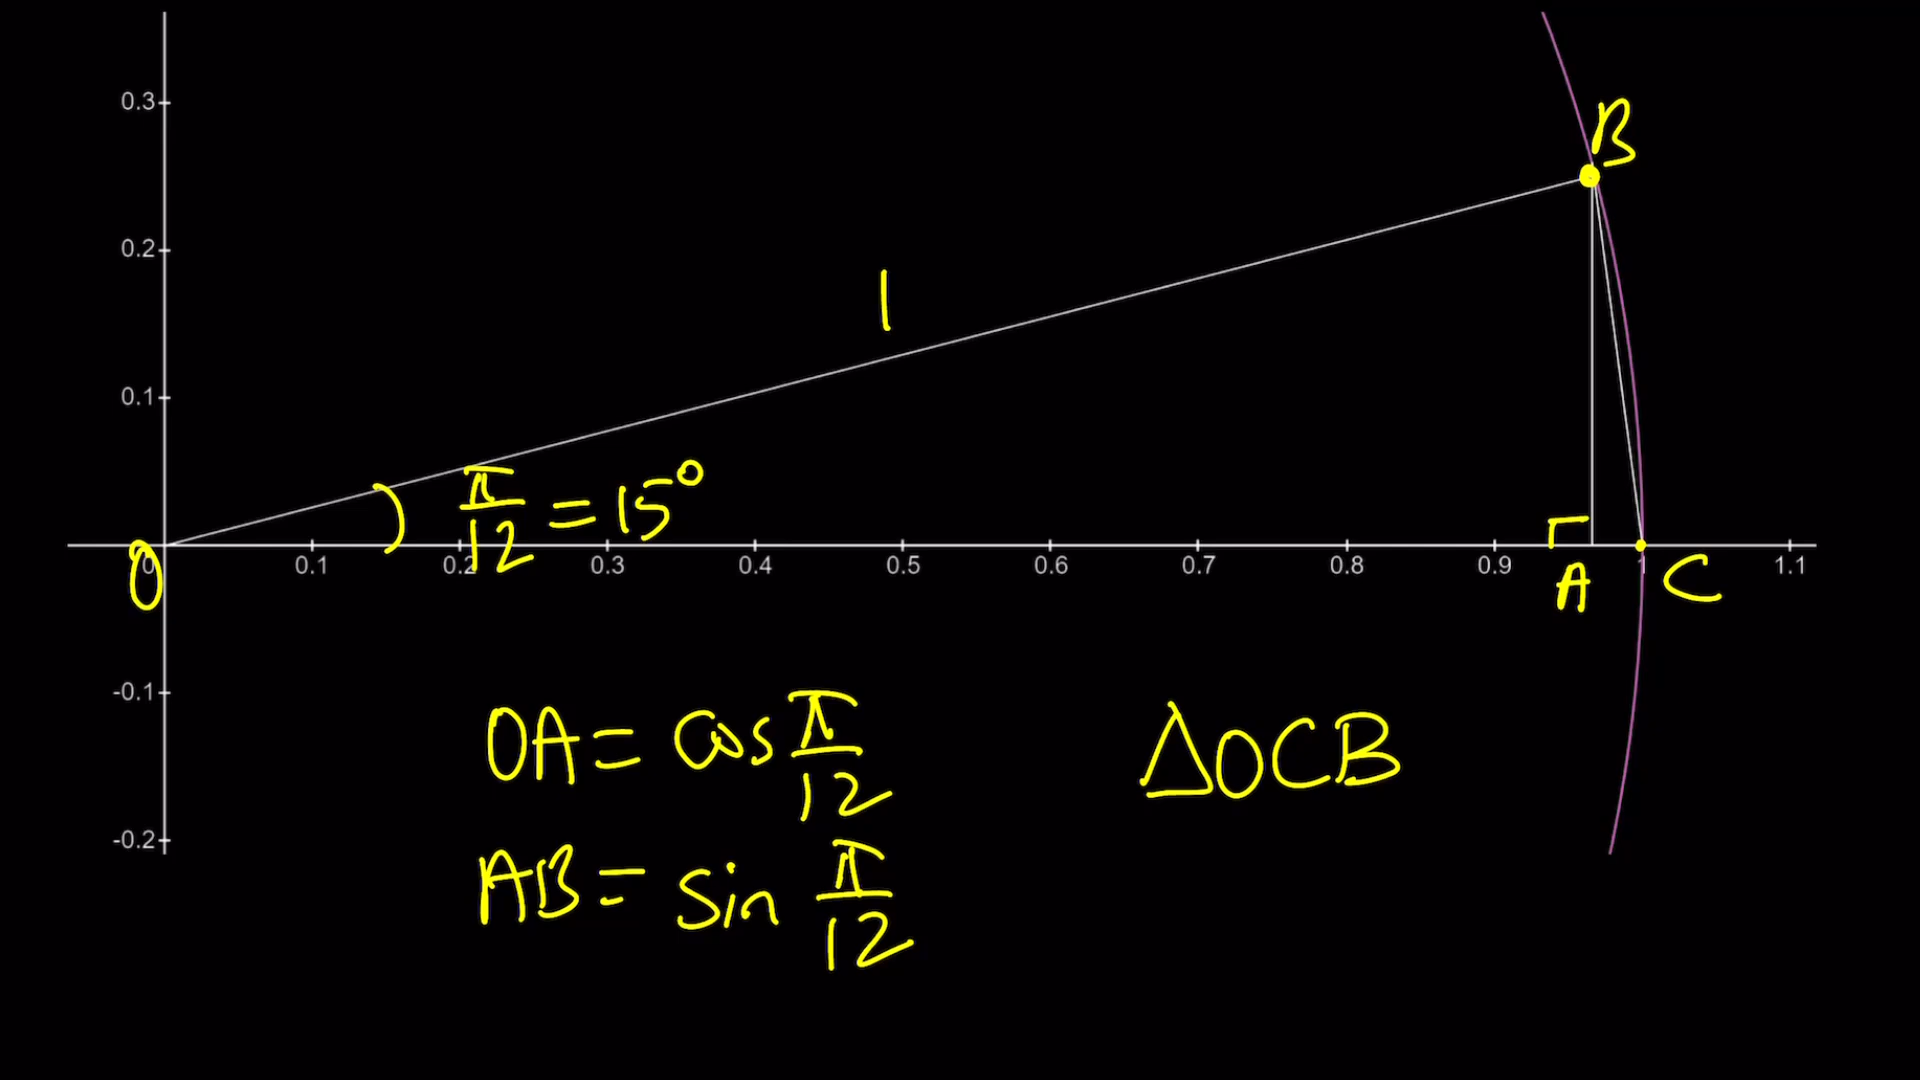 0.3
B
0.2
1
0.1
π/12 = 15°
O 0 0.1 0.2 0.3 0.4 0.5 0.6 0.7 0.8 0.9 1 1.1
A C
-0.1
OA = cos π/12
ΔOCB
-0.2
AB = sin π/12